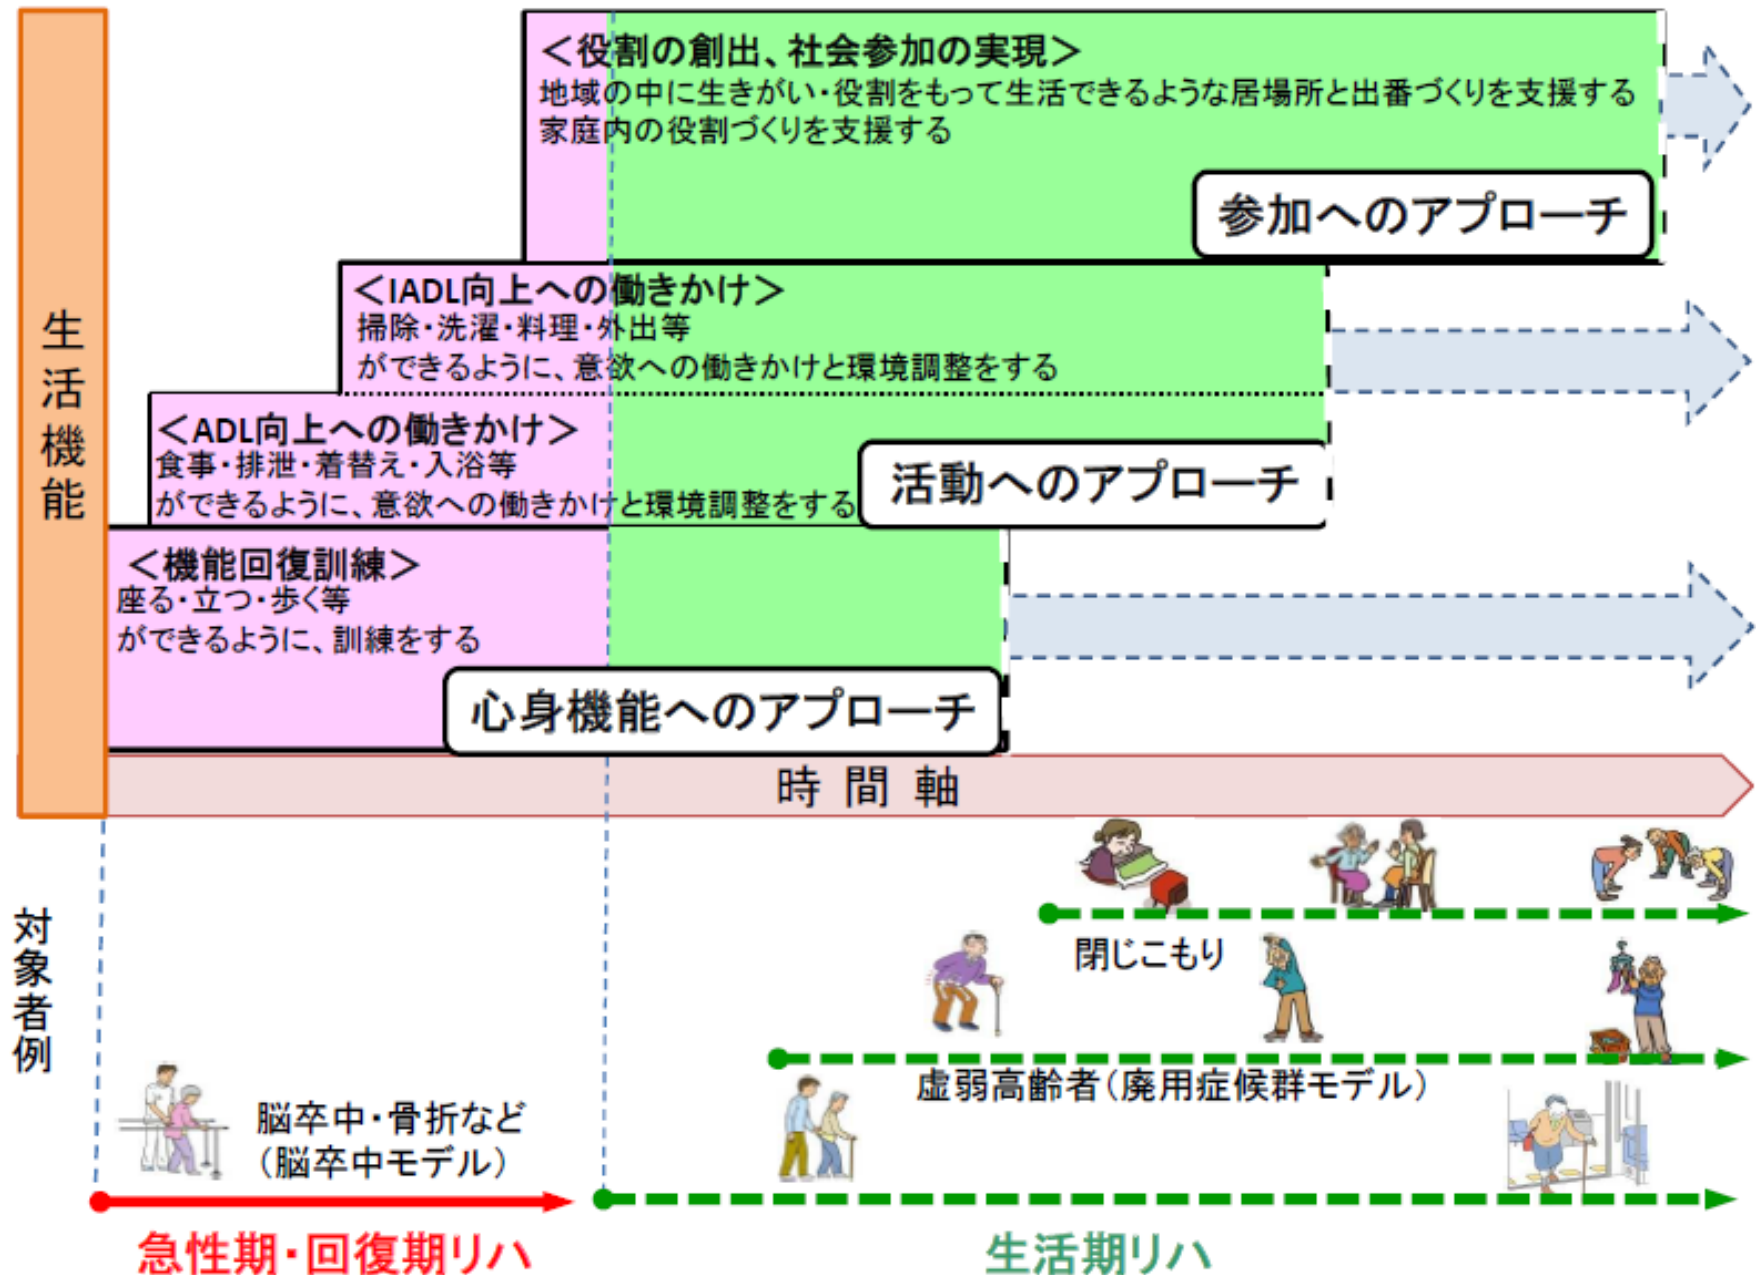 生活機能
＜役割の創出、社会参加の実現＞
地域の中に生きがい・役割をもって生活できるような居場所と出番づくりを支援する
家庭内の役割づくりを支援する
参加へのアプローチ
＜IADL向上への働きかけ＞
掃除・洗濯・料理・外出等
ができるように、意欲への働きかけと環境調整をする
＜ADL向上への働きかけ＞
食事・排泄・着替え・入浴等
ができるように、意欲への働きかけと環境調整をする
活動へのアプローチ
＜機能回復訓練＞
座る・立つ・歩く等
ができるように、訓練をする
心身機能へのアプローチ
時間軸
対象者例
閉じこもり
虚弱高齢者（廃用症候群モデル）
脳卒中・骨折など
（脳卒中モデル）
急性期・回復期リハ
生活期リハ